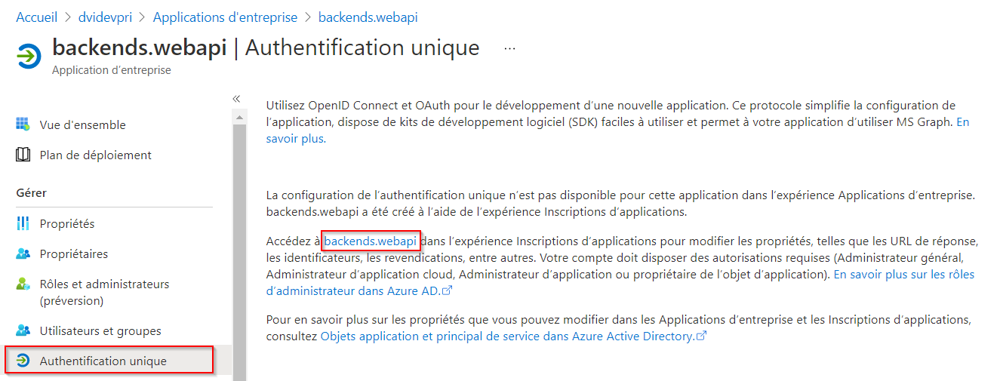 Accueil > dvidevpri > Applications d'entreprise > backends.webapi
backends.webapi | Authentification unique ...
Application d'entreprise
«
Vue d'ensemble
Plan de déploiement
Gérer
Propriétés
Propriétaires
Rôles et administrateurs
(préversion)
Utilisateurs et groupes
Authentification unique
Utilisez OpenID Connect et OAuth pour le développement d'une nouvelle application. Ce protocole simplifie la configuration de
l'application, dispose de kits de développement logiciel (SDK) faciles à utiliser et permet à votre application d'utiliser MS Graph. En
savoir plus.
La configuration de l'authentification unique n'est pas disponible pour cette application dans l'expérience Applications d'entreprise.
backends.webapi a été créé à l'aide de l'expérience Inscriptions d'applications.
Accédez à backends.webapi dans l'expérience Inscriptions d'applications pour modifier les propriétés, telles que les URL de réponse,
les identificateurs, les revendications, entre autres. Votre compte doit disposer des autorisations requises (Administrateur général,
Administrateur d'application cloud, Administrateur d'application ou propriétaire de l'objet d'application). En savoir plus sur les rôles
d'administrateur dans Azure AD.
Pour en savoir plus sur les propriétés que vous pouvez modifier dans les Applications d'entreprise et les Inscriptions d'applications,
consultez Objets application et principal de service dans Azure Active Directory.